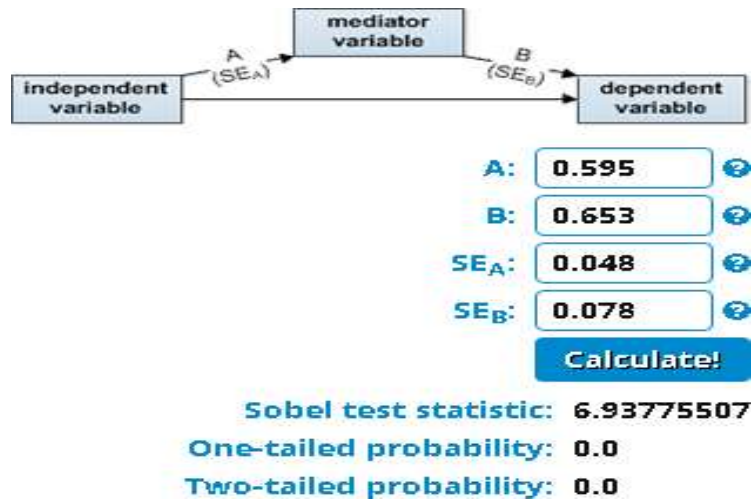 mediator
variable
A
(SEA)
B
(SEB)
independent
variable
dependent
variable
A: 0.595 ?
B: 0.653 ?
SEA: 0.048 ?
SEB: 0.078 ?
Calculate!
Sobel test statistic: 6.93775507
One-tailed probability: 0.0
Two-tailed probability: 0.0